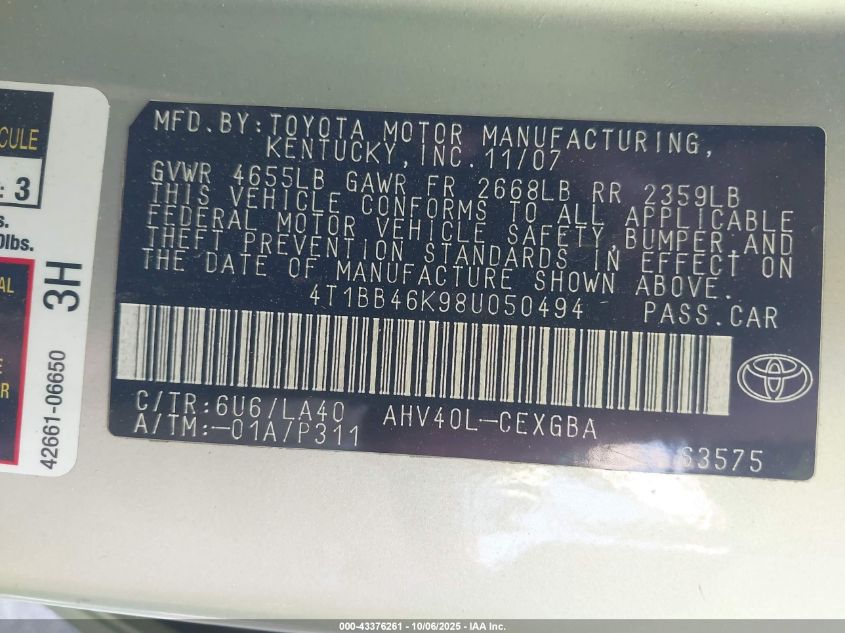 CULE
: 3
s.
0lbs.
AL
E
R
3H
42661-06650
MFD.BY:TOYOTA MOTOR MANUFACTURING,
KENTUCKY, INC. 11/07
GVWR 4655LB GAWR FR 2668LB RR 2359LB
THIS VEHICLE CONFORMS TO ALL APPLICABLE
FEDERAL MOTOR VEHICLE SAFETY, BUMPER, AND
THEFT PREVENTION STANDARDS IN EFFECT ON
THE DATE OF MANUFACTURE SHOWN ABOVE.
4T1BB46K98U050494 PASS.CAR
C/TR:6U6/LA40 AHV40L-CEXGBA
A/TM:-01A/P311
S3575
000-43376261 - 10/06/2025 - IAA Inc.